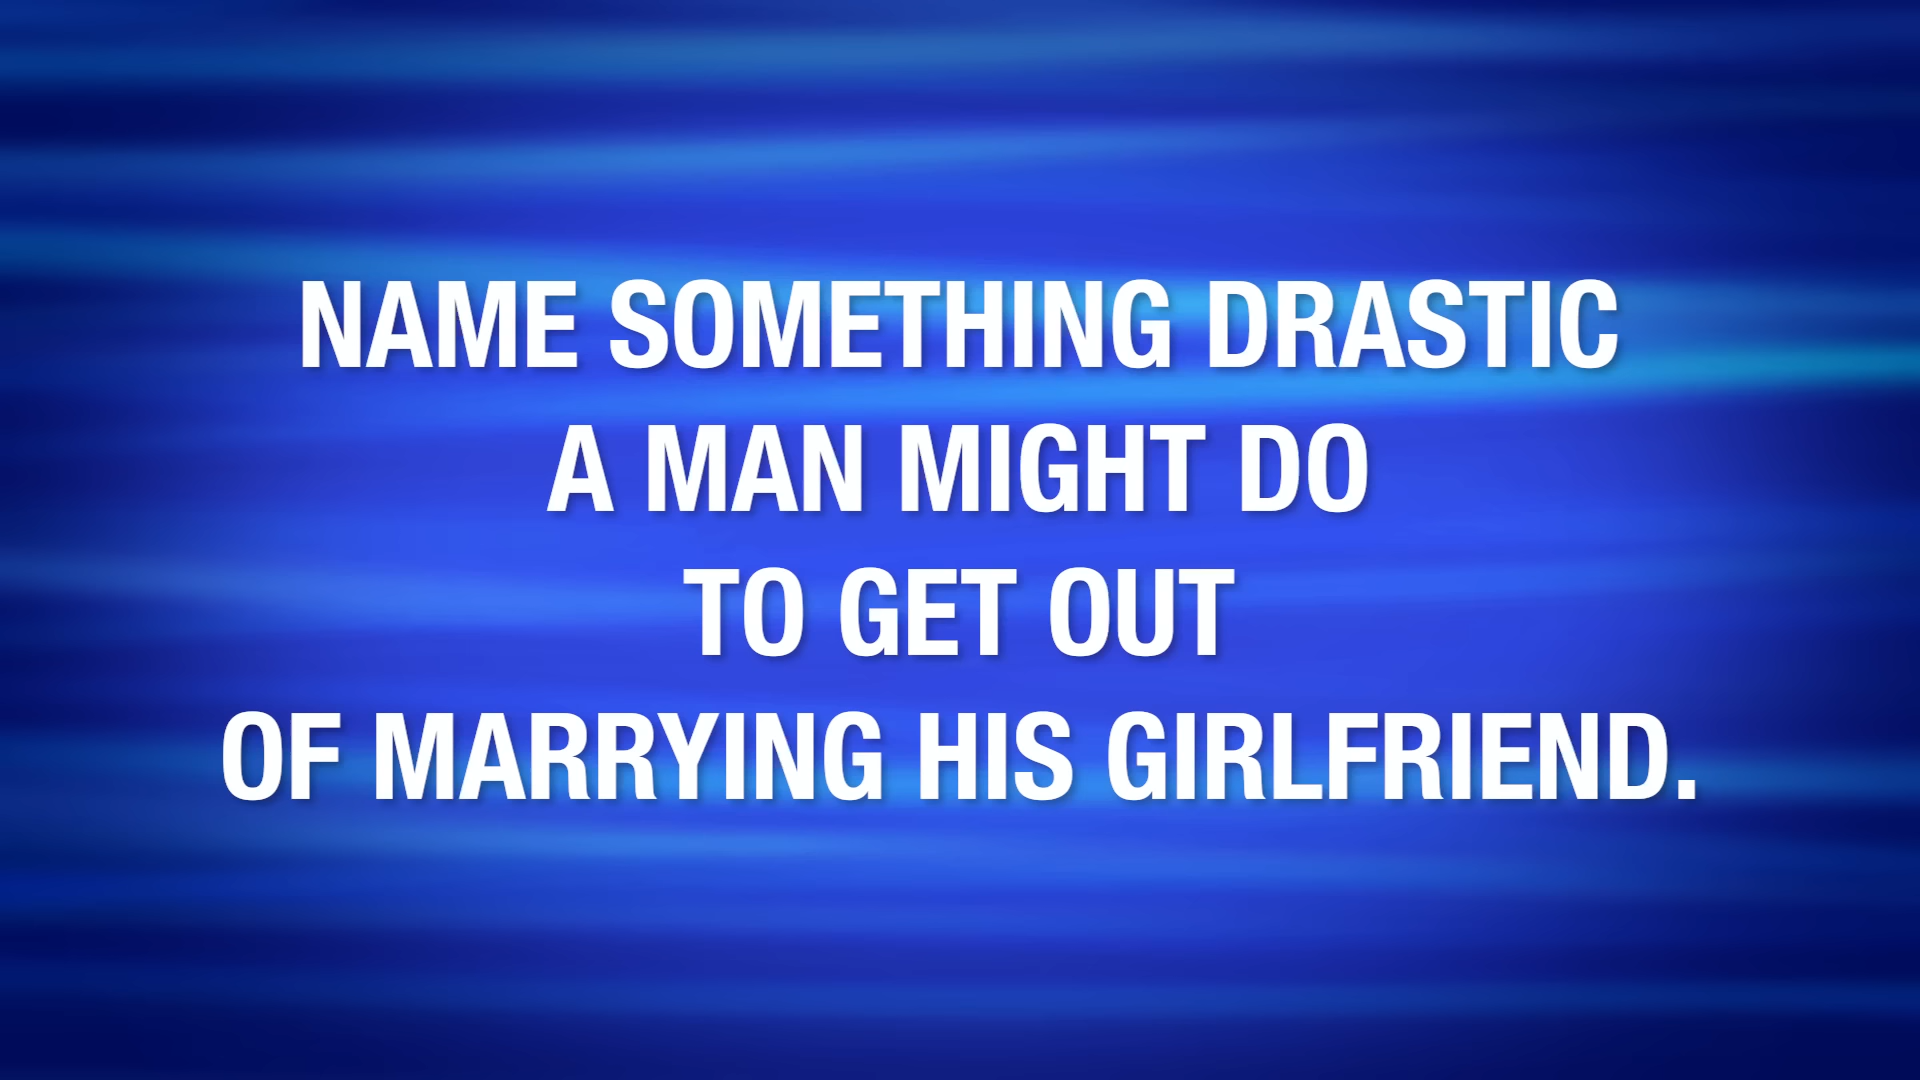 NAME SOMETHING DRASTIC
A MAN MIGHT DO
TO GET OUT
OF MARRYING HIS GIRLFRIEND.